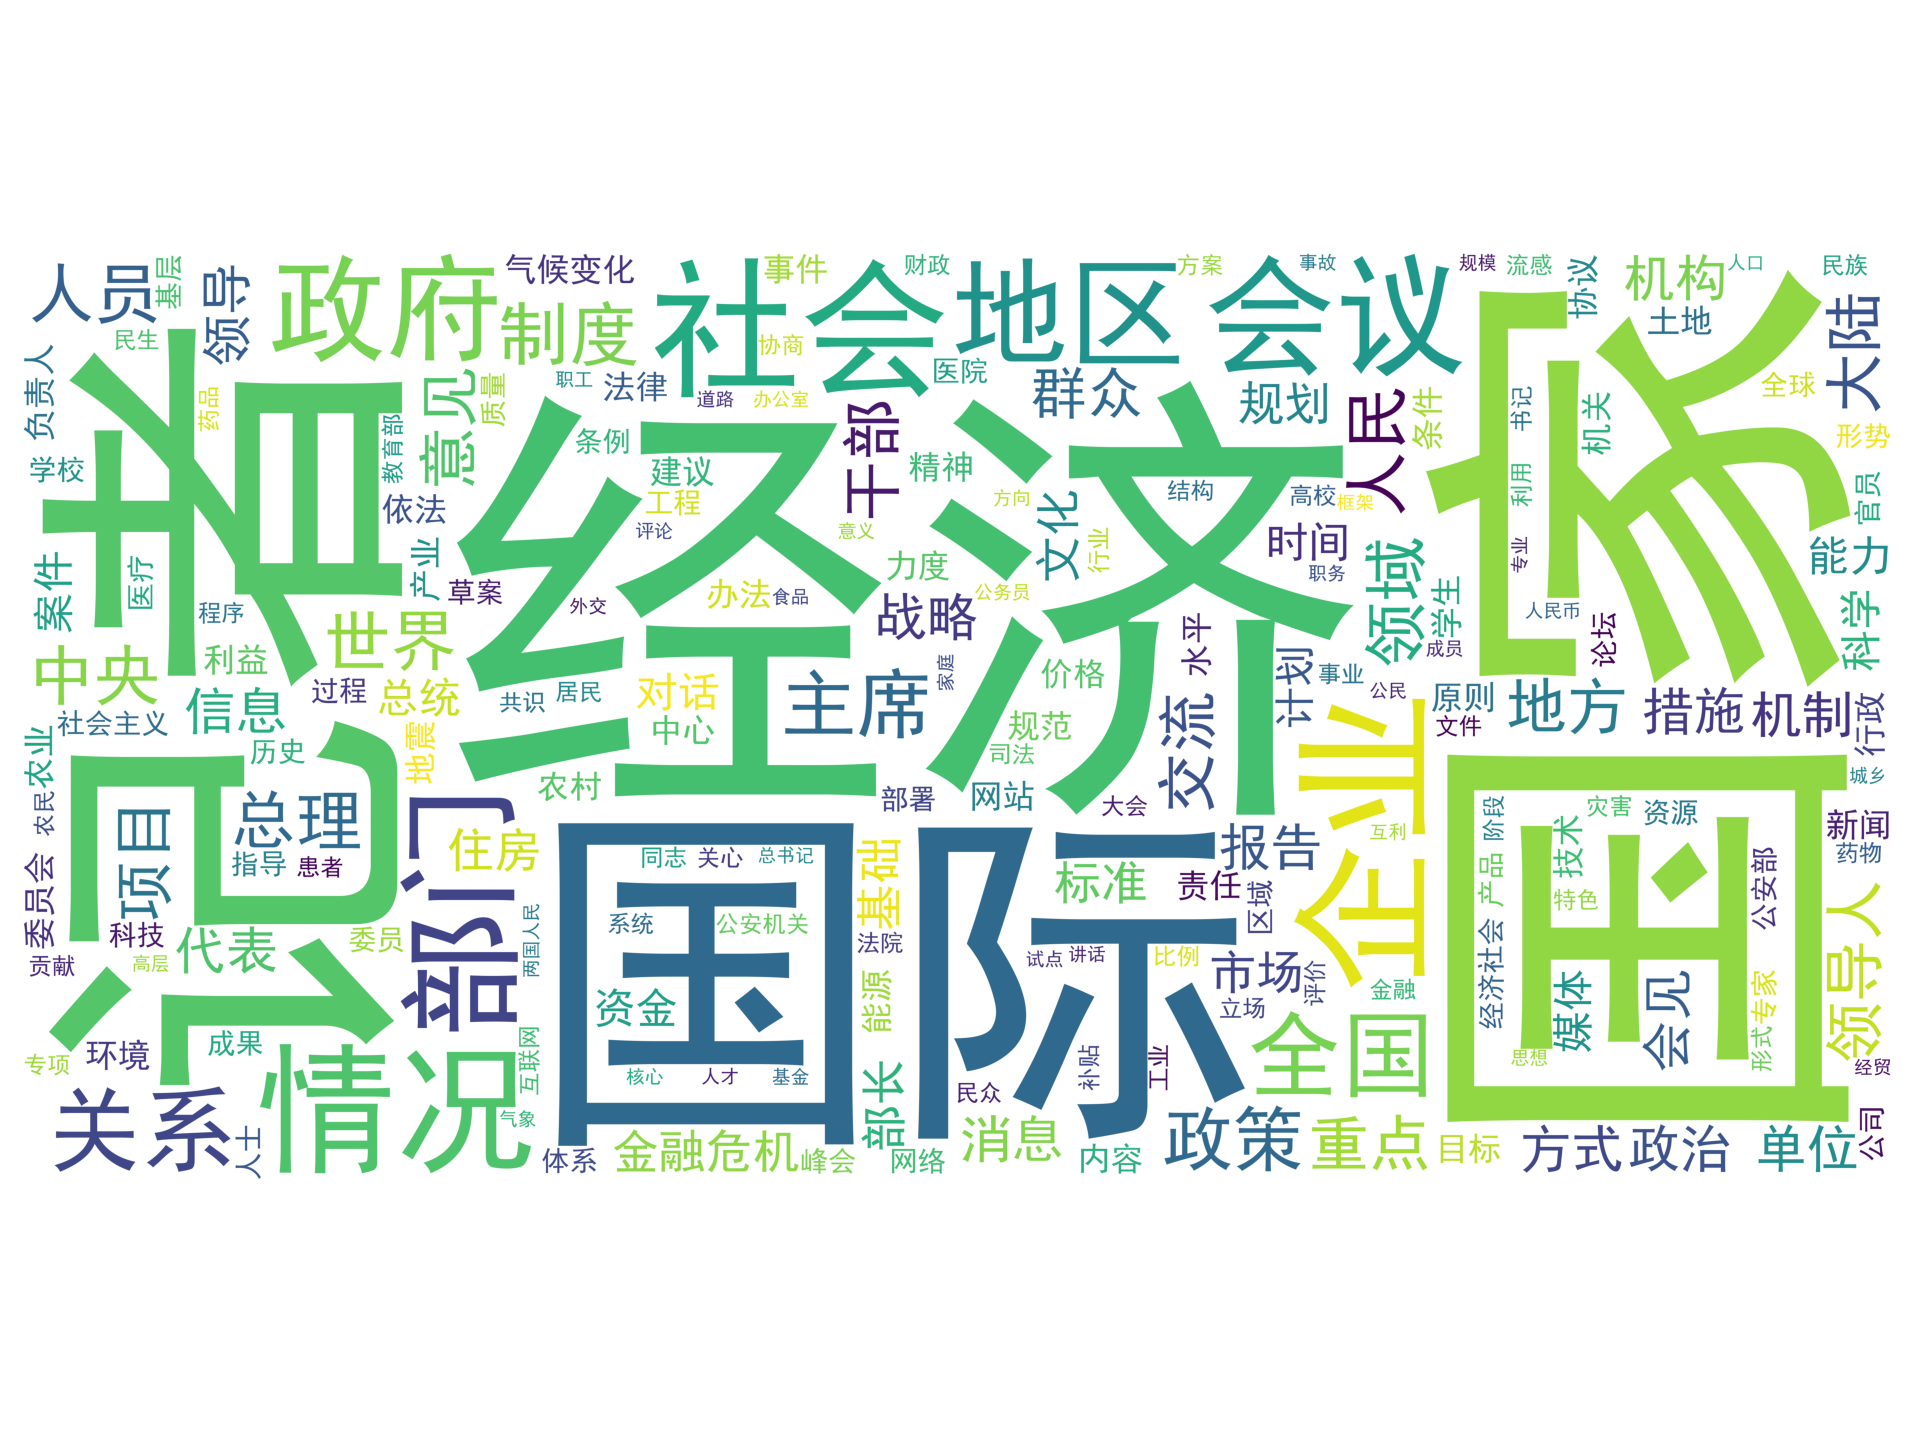 人员
基层
领导
政府
气候变化
制度
社会
事件
财政
地区
会议
方案
事故
规模
流感
协议
机构
人口
民族
民生
土地
大陆
负责人
记者
药品
意见
质量
职工
法律
道路
协商
办公室
医院
群众
规划
人民
条件
书记
机关
全球
形势
国家
学校
教育部
条例
建议
干部
精神
经济
结构
高校
框架
利用
官员
依法
工程
方向
文化
评论
意义
行业
时间
专业
能力
案件
医疗
产业
草案
力度
办法
食品
公务员
职务
领域
学生
人民币
科学
程序
外交
战略
水平
论坛
成员
中央
利益
世界
过程
总统
共识
居民
对话
主席
家庭
价格
计划
事业
公民
原则
地方
措施
机制
行政
社会主义
信息
中心
规范
交流
企业
文件
农业
历史
地震
司法
城乡
农民
项目
总理
部门
农村
部署
网站
大会
互利
阶段
灾害
资源
新闻
药物
委员会
指导
患者
住房
同志
关心
总书记
基础
标准
报告
责任
产品
技术
公安部
科技
代表
委员
两国人民
国际
系统
公安机关
法院
区域
特色
领导人
贡献
高层
试点
讲话
比例
市场
评价
金融
经济社会
媒体
会见
专家
资金
能源
立场
专项
环境
成果
情况
互联网
全国
思想
形式
经贸
核心
人才
基金
部长
民众
补贴
工业
关系
气象
人士
体系
金融危机
峰会
网络
消息
内容
政策
重点
目标
方式
政治
单位
公司